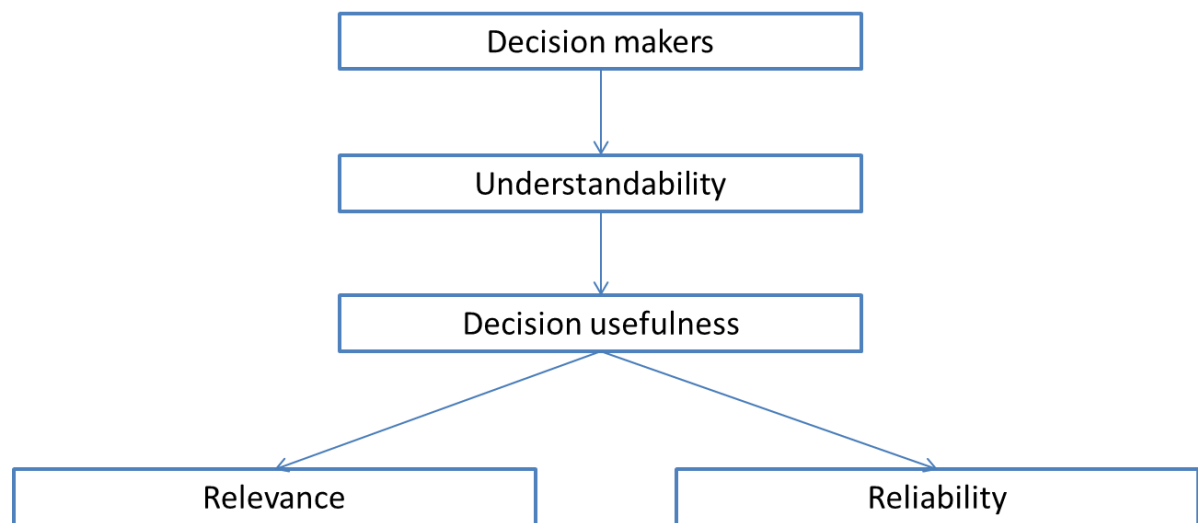 Decision makers
Understandability
Decision usefulness
Relevance
Reliability